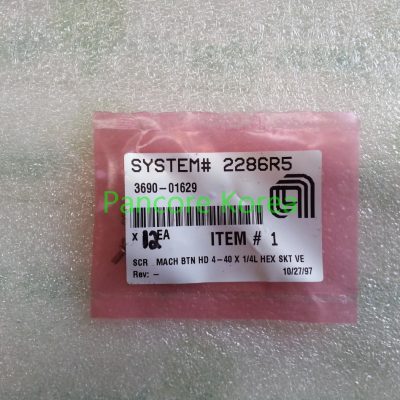 SYSTEM# 2286R5
3690-01629
Pancore Korea
x 12EA ITEM # 1
SCR MACH BTN HD 4-40 X 1/4L HEX SKT VE
Rev: - 10/27/97